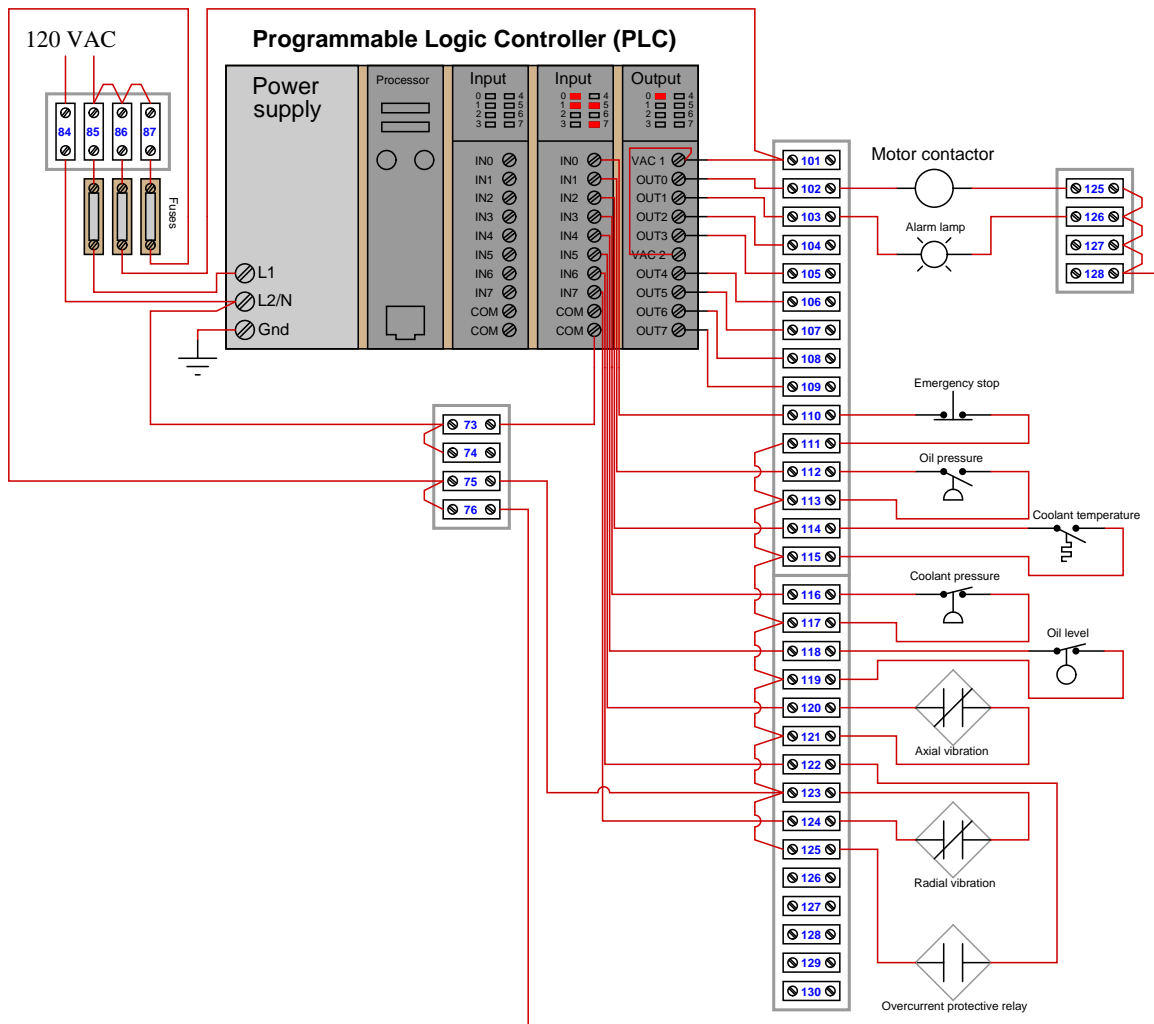 120 VAC
Programmable Logic Controller (PLC)
84
85
86
87
Fuses
Power
supply
L1
L2/N
Gnd
Processor
Input
0 4
1 5
2 6
3 7
IN0
IN1
IN2
IN3
IN4
IN5
IN6
IN7
COM
COM
Input
0 4
1 5
2 6
3 7
IN0
IN1
IN2
IN3
IN4
IN5
IN6
IN7
COM
COM
Output
0 4
1 5
2 6
3 7
VAC 1
OUT0
OUT1
OUT2
OUT3
VAC 2
OUT4
OUT5
OUT6
OUT7
73
74
75
76
101
102
103
104
105
106
107
108
109
110
111
112
113
114
115
116
117
118
119
120
121
122
123
124
125
126
127
128
129
130
Motor contactor
Alarm lamp
125
126
127
128
Emergency stop
Oil pressure
Coolant temperature
Coolant pressure
Oil level
Axial vibration
Radial vibration
Overcurrent protective relay